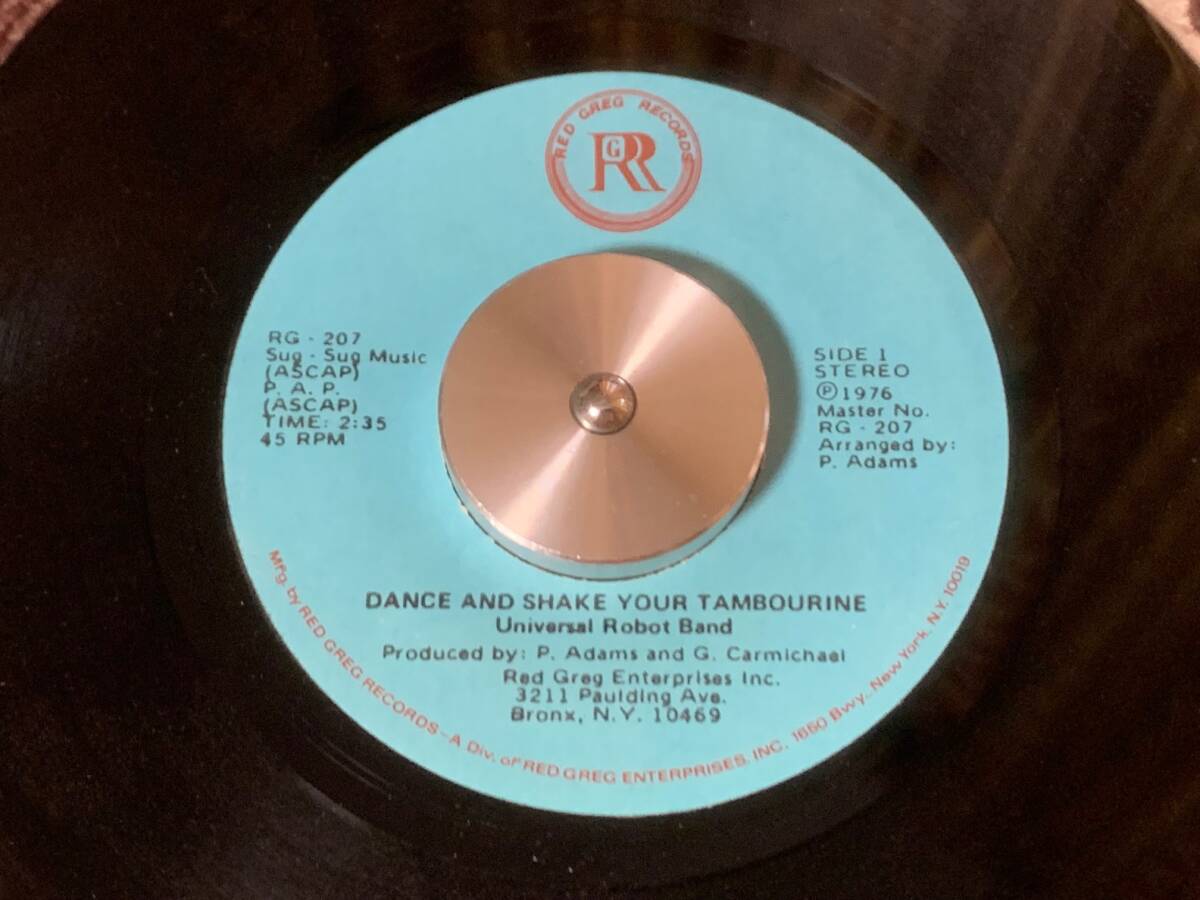 RED GREG RECORDS
RGR
RG - 207
Sug - Sug Music
(ASCAP)
P. A. P.
(ASCAP)
TIME: 2:35
45 RPM
SIDE 1
STEREO
Ⓟ1976
Master No.
RG - 207
Arranged by:
P. Adams
DANCE AND SHAKE YOUR TAMBOURINE
Universal Robot Band
Produced by: P. Adams and G. Carmichael
Red Greg Enterprises Inc.
3211 Paulding Ave.
Bronx, N.Y. 10469
Mfg. by RED GREG RECORDS-A Div. of RED GREG ENTERPRISES, INC. 1650 Bwy. New York, N.Y. 10019